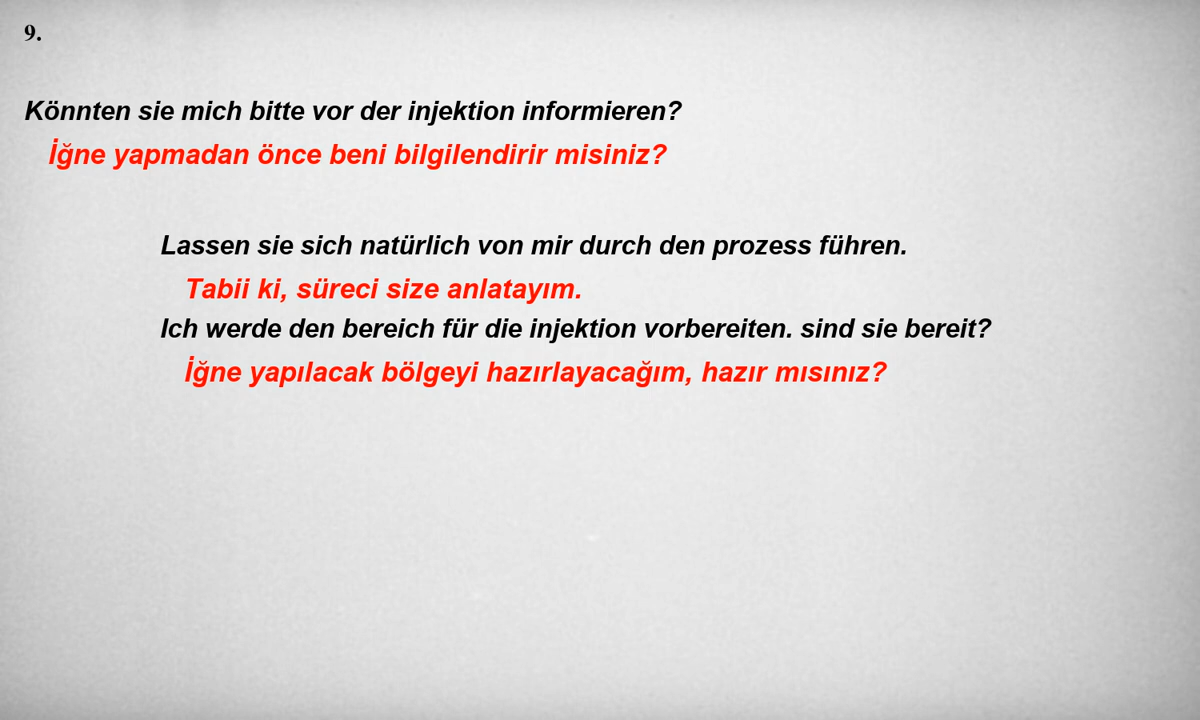 9.
Könnten sie mich bitte vor der injektion informieren?
İğne yapmadan önce beni bilgilendirir misiniz?
Lassen sie sich natürlich von mir durch den prozess führen.
Tabii ki, süreci size anlatayım.
Ich werde den bereich für die injektion vorbereiten. sind sie bereit?
İğne yapılacak bölgeyi hazırlayacağım, hazır mısınız?